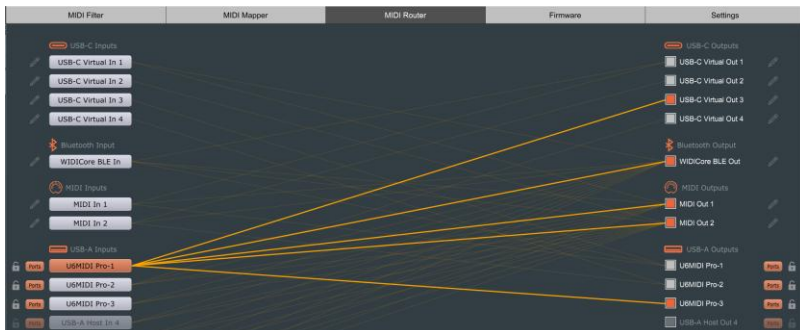 MIDI Filter MIDI Mapper MIDI Router Firmware Settings
USB-C Inputs USB-C Outputs
USB-C Virtual In 1 USB-C Virtual Out 1
USB-C Virtual In 2 USB-C Virtual Out 2
USB-C Virtual In 3 USB-C Virtual Out 3
USB-C Virtual In 4 USB-C Virtual Out 4
Bluetooth Input Bluetooth Output
WIDICore BLE In WIDICore BLE Out
MIDI Inputs MIDI Outputs
MIDI In 1 MIDI Out 1
MIDI In 2 MIDI Out 2
USB-A Inputs USB-A Outputs
Ports U6MIDI Pro-1 U6MIDI Pro-1 Ports
Ports U6MIDI Pro-2 U6MIDI Pro-2 Ports
Ports U6MIDI Pro-3 U6MIDI Pro-3 Ports
Ports USB-A Host In 4 USB-A Host Out 4 Ports